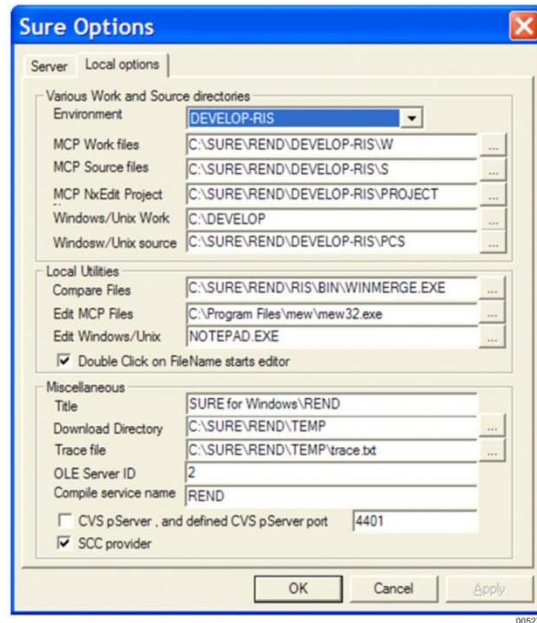 Sure Options
Server Local options
Various Work and Source directories
Environment DEVELOP-RIS
MCP Work files C:\SURE\REND\DEVELOP-RIS\W ...
MCP Source files C:\SURE\REND\DEVELOP-RIS\S ...
MCP NxEdit Project C:\SURE\REND\DEVELOP-RIS\PROJECT ...
Windows/Unix Work C:\DEVELOP ...
Windosw/Unix source C:\SURE\REND\DEVELOP-RIS\PCS ...
Local Utilities
Compare Files C:\SURE\REND\RIS\BIN\WINMERGE.EXE ...
Edit MCP Files C:\Program Files\mew\mew32.exe ...
Edit Windows/Unix NOTEPAD.EXE ...
Double Click on FileName starts editor
Miscellaneous
Title SURE for Windows\REND
Download Directory C:\SURE\REND\TEMP ...
Trace file C:\SURE\REND\TEMP\trace.txt ...
OLE Server ID 2
Compile service name REND
CVS pServer , and defined CVS pServer port 4401
SCC provider
OK Cancel Apply